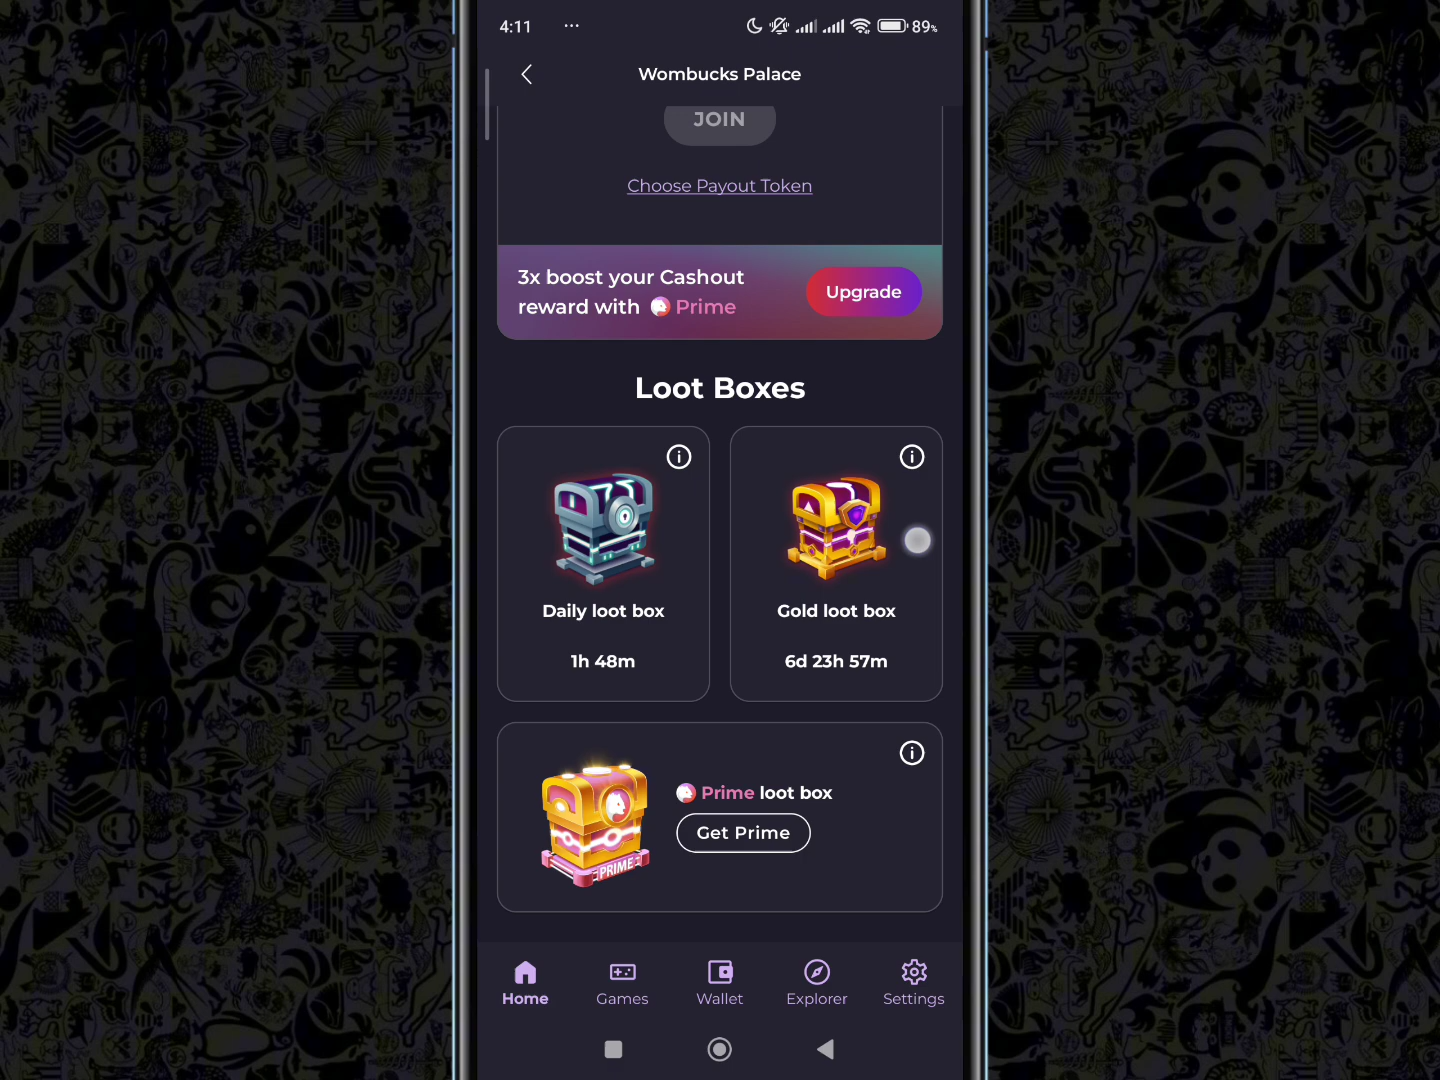 4:11
89%
Wombucks Palace
JOIN
Choose Payout Token
3x boost your Cashout
reward with Prime
Upgrade
Loot Boxes
Daily loot box
1h 48m
Gold loot box
6d 23h 57m
PRIME
Prime loot box
Get Prime
Home
Games
Wallet
Explorer
Settings